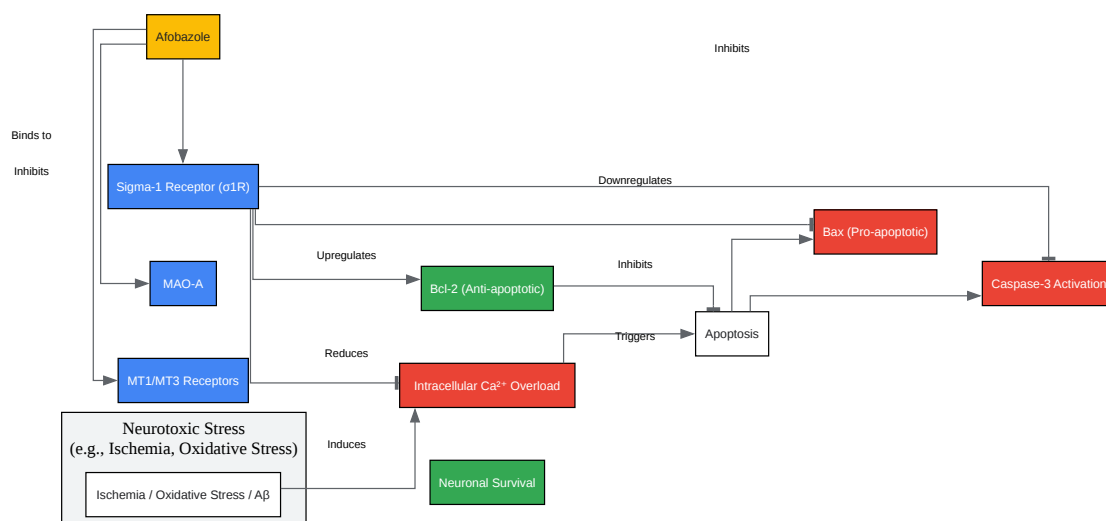 Afobazole
Inhibits
Binds to
Inhibits
Sigma-1 Receptor (σ1R)
Downregulates
Bax (Pro-apoptotic)
Upregulates
Inhibits
MAO-A
Bcl-2 (Anti-apoptotic)
Caspase-3 Activation
Triggers
Apoptosis
Reduces
MT1/MT3 Receptors
Intracellular Ca²⁺ Overload
Neurotoxic Stress
(e.g., Ischemia, Oxidative Stress)
Induces
Ischemia / Oxidative Stress / Aβ
Neuronal Survival